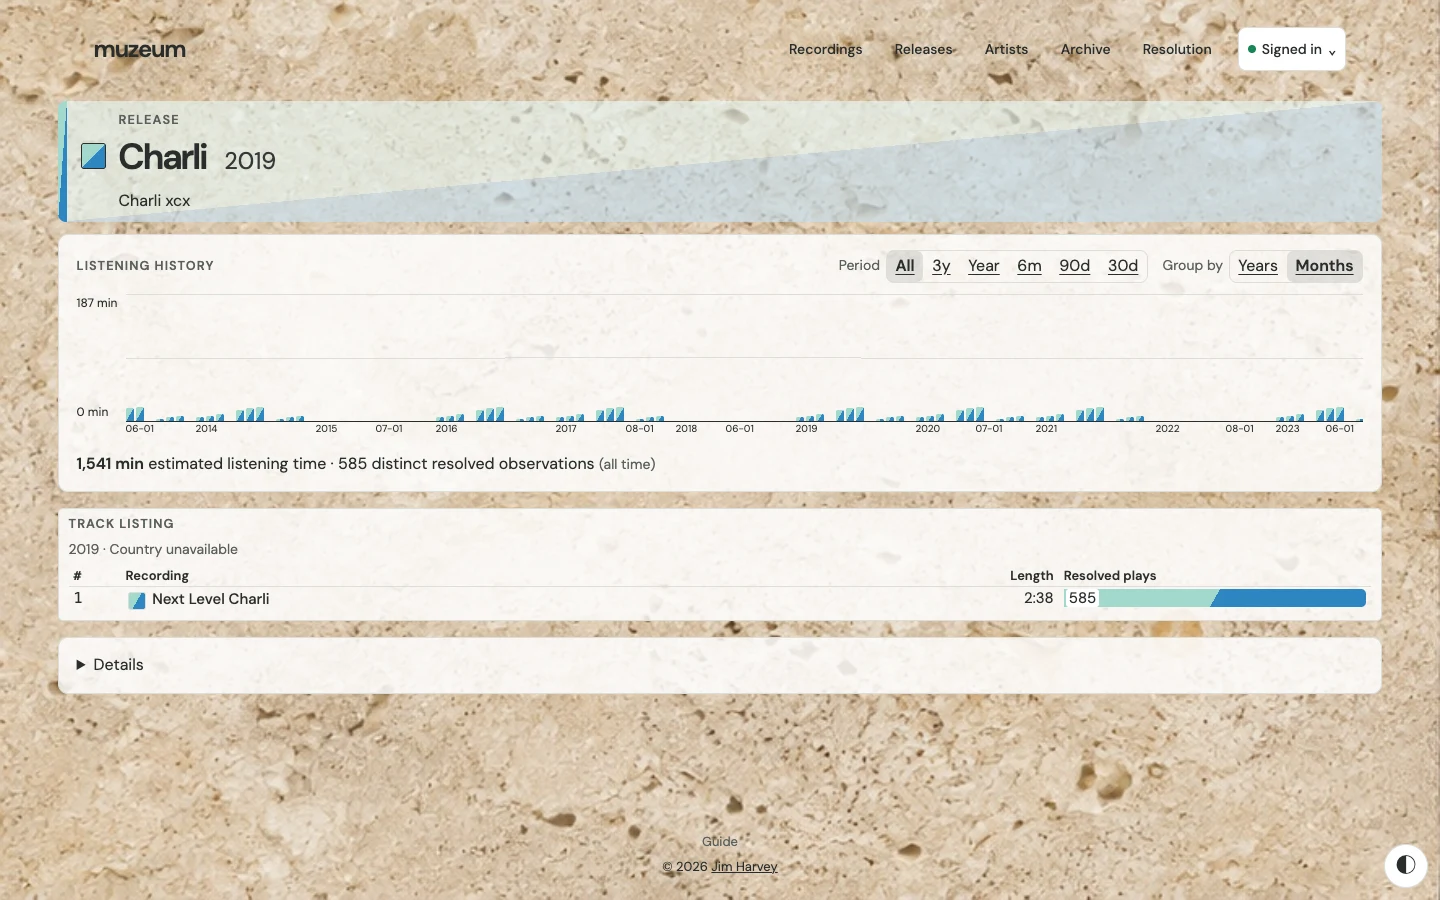 muzeum
Recordings Releases Artists Archive Resolution Signed in
RELEASE
Charli 2019
Charli xcx
LISTENING HISTORY
Period All 3y Year 6m 90d 30d Group by Years Months
187 min
0 min
06-01 2014 2015 07-01 2016 2017 08-01 2018 06-01 2019 2020 07-01 2021 2022 08-01 2023 06-01
1,541 min estimated listening time · 585 distinct resolved observations (all time)
TRACK LISTING
2019 · Country unavailable
# Recording Length Resolved plays
1 Next Level Charli 2:38 585
Details
Guide
© 2026 Jim Harvey